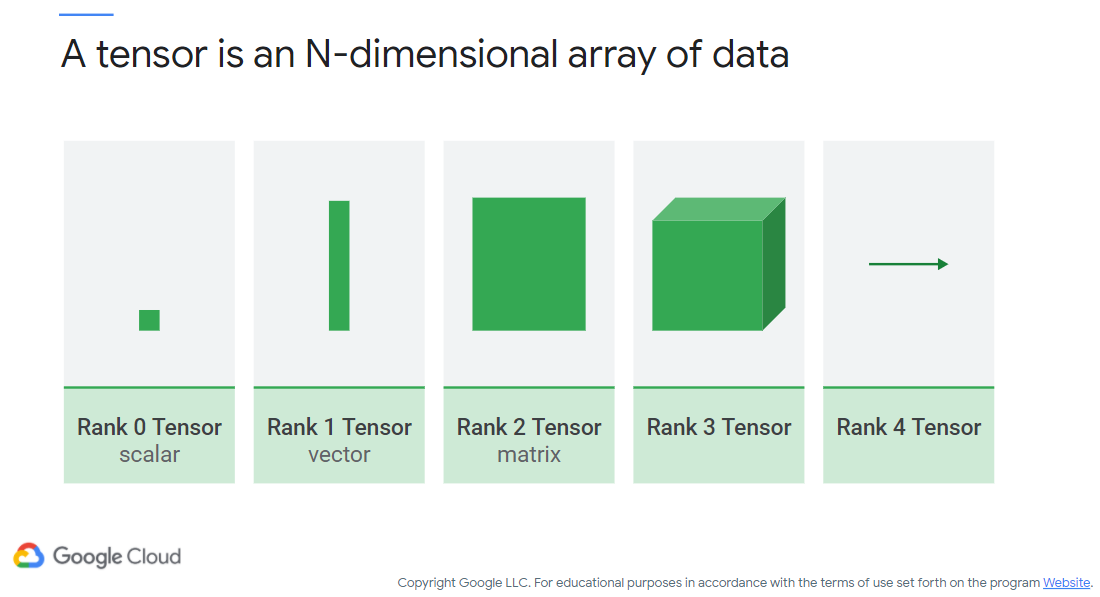 A tensor is an N-dimensional array of data
Rank 0 Tensor
scalar
Rank 1 Tensor
vector
Rank 2 Tensor
matrix
Rank 3 Tensor
Rank 4 Tensor
Google Cloud
Copyright Google LLC. For educational purposes in accordance with the terms of use set forth on the program Website.